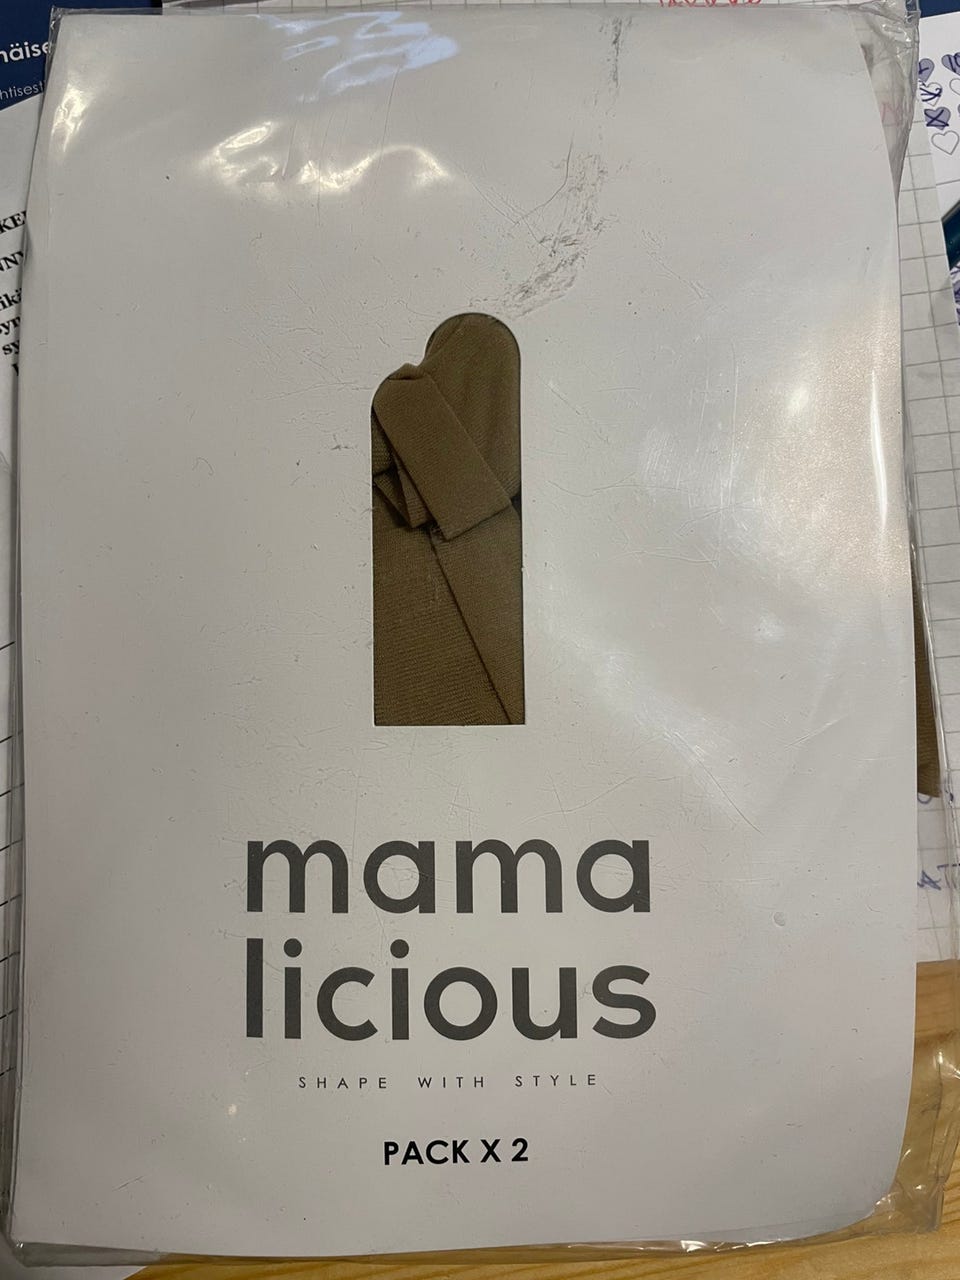 mama
licious
SHAPE WITH STYLE
PACK X 2